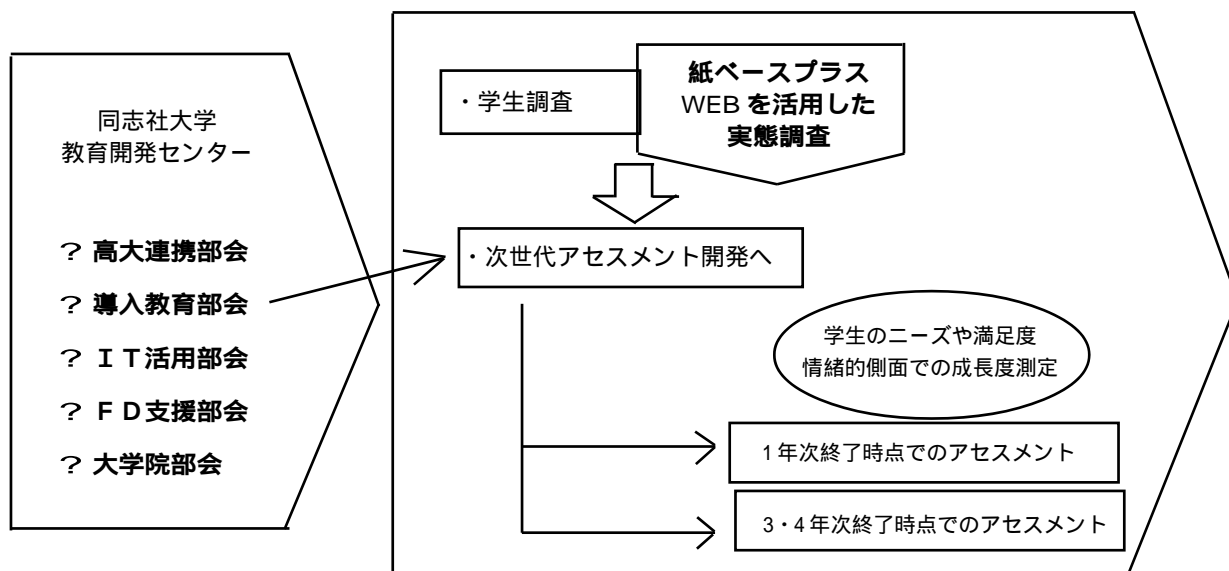 同志社大学
教育開発センター
? 高大連携部会
? 導入教育部会
? ＩＴ活用部会
? ＦＤ支援部会
? 大学院部会
・学生調査
紙ベースプラス
WEB を活用した
実態調査
・次世代アセスメント開発へ
学生のニーズや満足度
情緒的側面での成長度測定
1年次終了時点でのアセスメント
3・4年次終了時点でのアセスメント